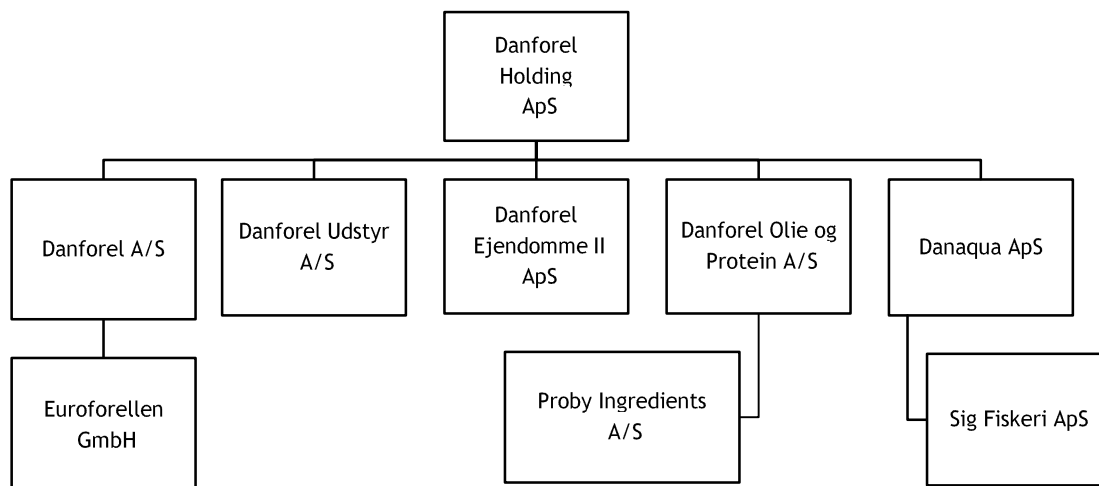 Danforel
Holding
ApS
Danforel A/S
Danforel Udstyr
A/S
Danforel
Ejendomme II
ApS
Danforel Olie og
Protein A/S
Danaqua ApS
Euroforellen
GmbH
Proby Ingredients
A/S
Sig Fiskeri ApS